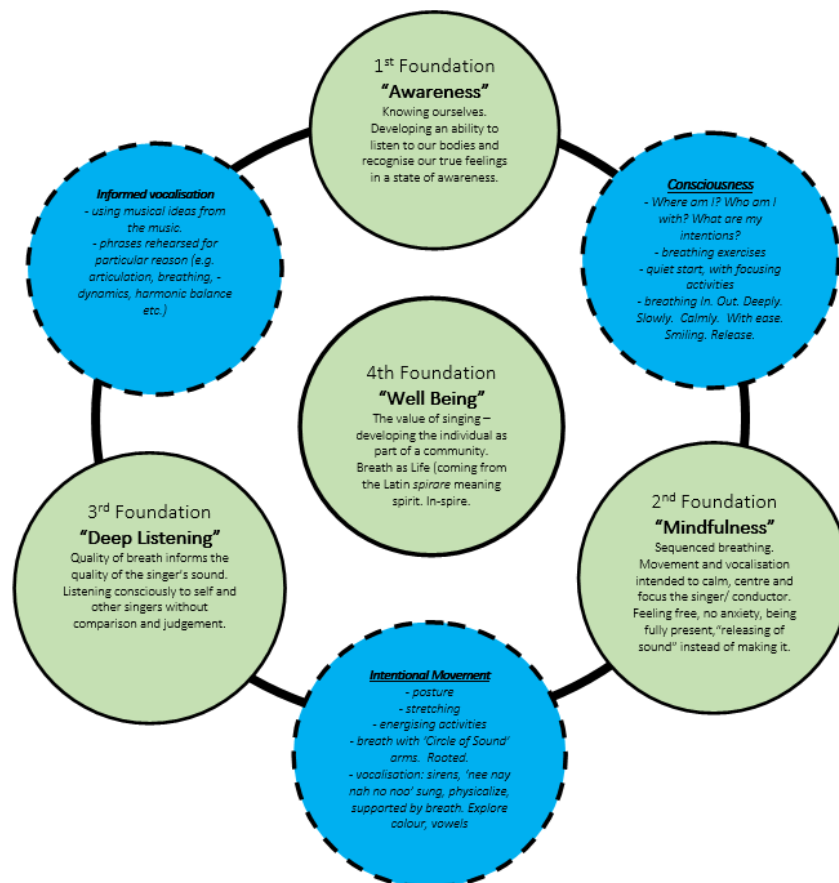 1st Foundation
“Awareness”
Knowing ourselves.
Developing an ability to
listen to our bodies and
recognise our true feelings
in a state of awareness.
Informed vocalisation
- using musical ideas from
the music.
- phrases rehearsed for
particular reason (e.g.
articulation, breathing, -
dynamics, harmonic balance
etc.)
Consciousness
- Where am I? Who am I
with? What are my
intentions?
- breathing exercises
- quiet start, with focusing
activities
- breathing In. Out. Deeply.
Slowly. Calmly. With ease.
Smiling. Release.
4th Foundation
“Well Being”
The value of singing –
developing the individual as
part of a community.
Breath as Life (coming from
the Latin spirare meaning
spirit. In-spire.
3rd Foundation
“Deep Listening”
Quality of breath informs the
quality of the singer’s sound.
Listening consciously to self and
other singers without
comparison and judgement.
2nd Foundation
“Mindfulness”
Sequenced breathing.
Movement and vocalisation
intended to calm, centre and
focus the singer/ conductor.
Feeling free, no anxiety, being
fully present,“releasing of
sound” instead of making it.
Intentional Movement
- posture
- stretching
- energising activities
- breath with ‘Circle of Sound’
arms. Rooted.
- vocalisation: sirens, ‘nee nay
nah no noo’ sung, physicalize,
supported by breath. Explore
colour, vowels